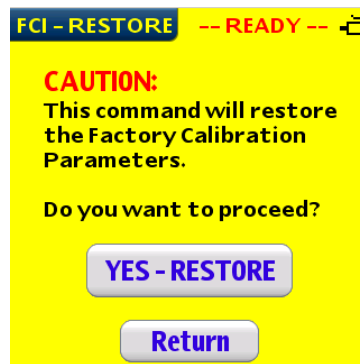 FCI – RESTORE -- READY --
CAUTION:
This command will restore
the Factory Calibration
Parameters.
Do you want to proceed?
YES – RESTORE
Return